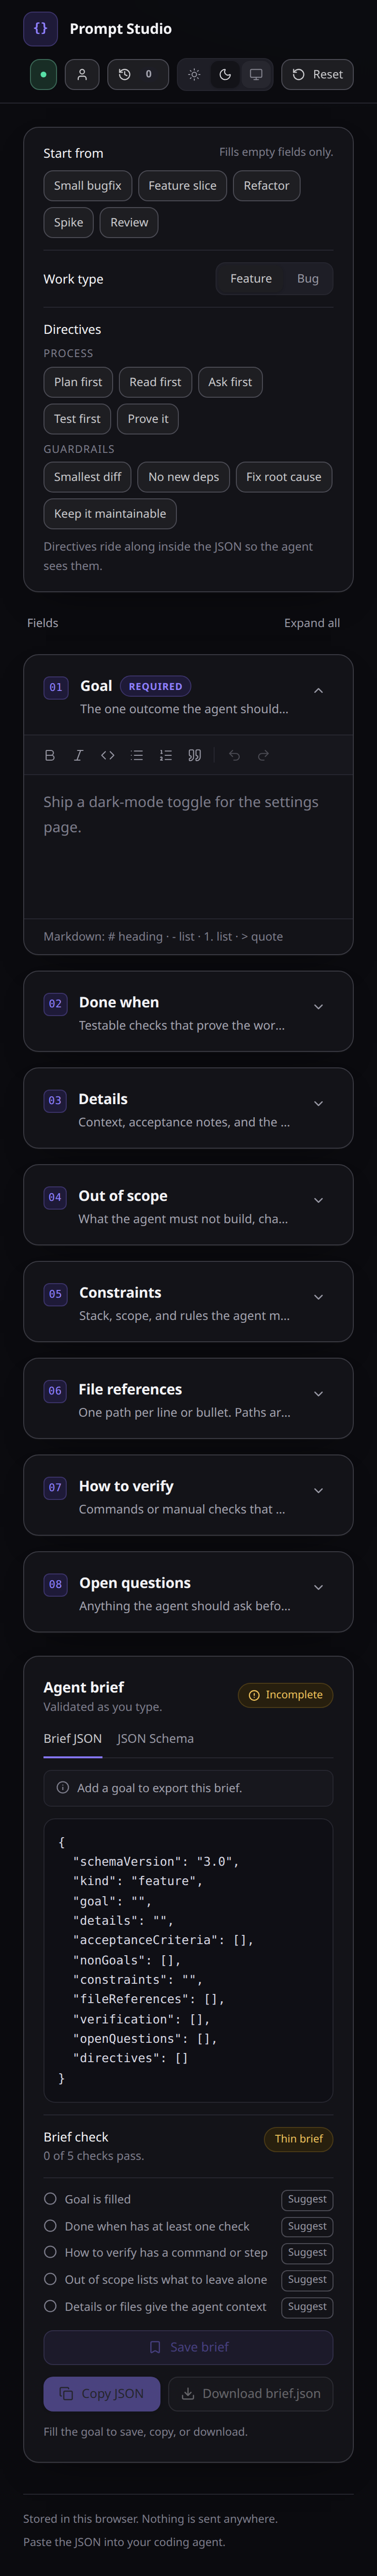 {}
Prompt Studio
0
Reset
Start from
Fills empty fields only.
Small bugfix
Feature slice
Refactor
Spike
Review
Work type
Feature
Bug
Directives
PROCESS
Plan first
Read first
Ask first
Test first
Prove it
GUARDRAILS
Smallest diff
No new deps
Fix root cause
Keep it maintainable
Directives ride along inside the JSON so the agent
sees them.
Fields
Expand all
01
Goal
REQUIRED
The one outcome the agent should...
Ship a dark-mode toggle for the settings
page.
Markdown: # heading · - list · 1. list · > quote
02
Done when
Testable checks that prove the wor...
03
Details
Context, acceptance notes, and the ...
04
Out of scope
What the agent must not build, cha...
05
Constraints
Stack, scope, and rules the agent m...
06
File references
One path per line or bullet. Paths ar...
07
How to verify
Commands or manual checks that ...
08
Open questions
Anything the agent should ask befo...
Agent brief
Validated as you type.
Incomplete
Brief JSON
JSON Schema
Add a goal to export this brief.
{
"schemaVersion": "3.0",
"kind": "feature",
"goal": "",
"details": "",
"acceptanceCriteria": [],
"nonGoals": [],
"constraints": "",
"fileReferences": [],
"verification": [],
"openQuestions": [],
"directives": []
}
Brief check
0 of 5 checks pass.
Thin brief
Goal is filled
Suggest
Done when has at least one check
Suggest
How to verify has a command or step
Suggest
Out of scope lists what to leave alone
Suggest
Details or files give the agent context
Suggest
Save brief
Copy JSON
Download brief.json
Fill the goal to save, copy, or download.
Stored in this browser. Nothing is sent anywhere.
Paste the JSON into your coding agent.